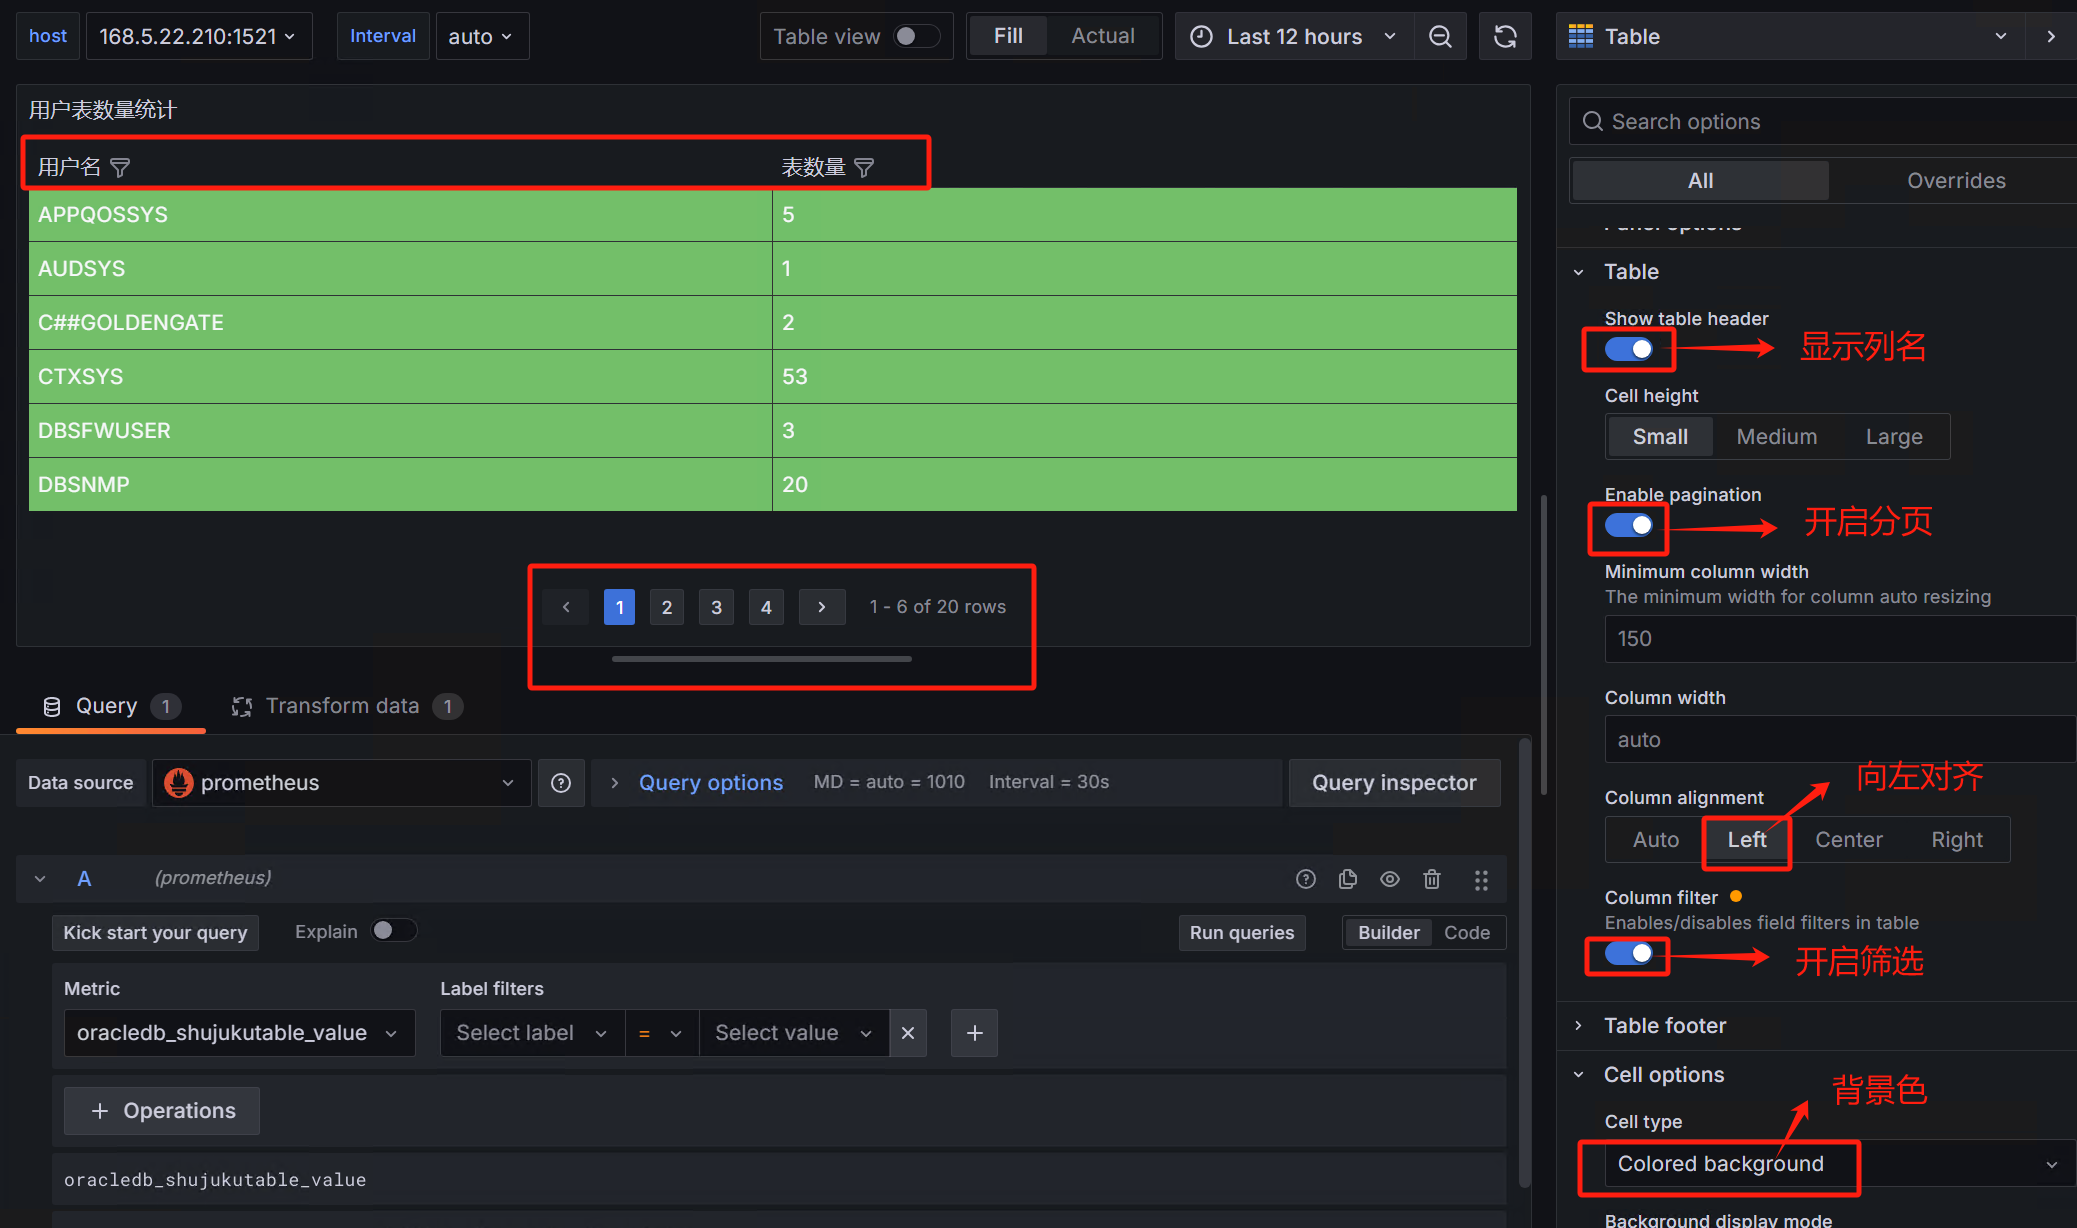 host
168.5.22.210:1521
Interval
auto
Table view
Fill
Actual
Last 12 hours
Table
用户表数量统计
用户名
表数量
APPQOSSYS
5
AUDSYS
1
C##GOLDENGATE
2
CTXSYS
53
DBSFWUSER
3
DBSNMP
20
1
2
3
4
1 - 6 of 20 rows
Query
1
Transform data
1
Data source
prometheus
Query options
MD = auto = 1010
Interval = 30s
Query inspector
A
(prometheus)
Kick start your query
Explain
Run queries
Builder
Code
Metric
Label filters
oracledb_shujukutable_value
Select label
=
Select value
+ Operations
oracledb_shujukutable_value
Search options
All
Overrides
Panel options
Table
Show table header
显示列名
Cell height
Small
Medium
Large
Enable pagination
开启分页
Minimum column width
The minimum width for column auto resizing
150
Column width
auto
向左对齐
Column alignment
Auto
Left
Center
Right
Column filter
Enables/disables field filters in table
开启筛选
Table footer
Cell options
背景色
Cell type
Colored background
Background display mode